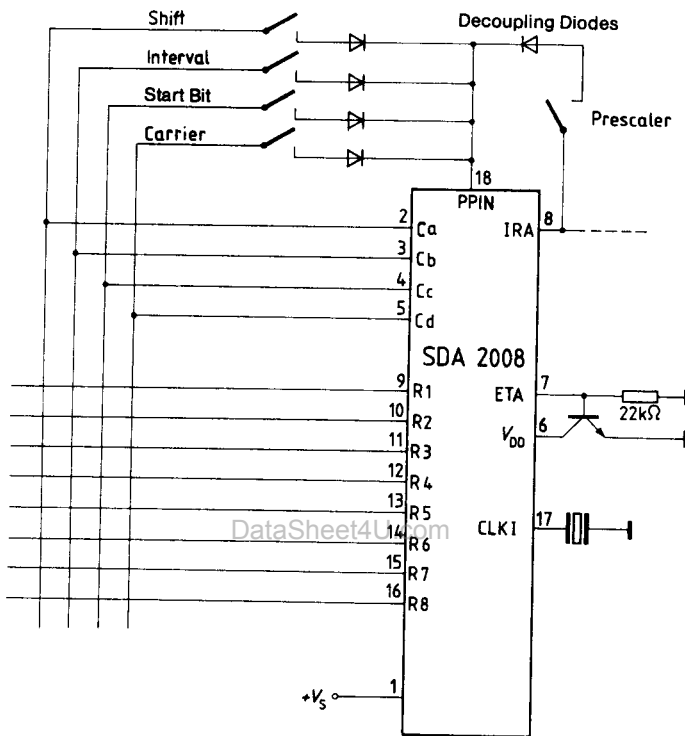 Shift
Decoupling Diodes
Interval
Start Bit
Prescaler
Carrier
18
PPIN
2 Ca
IRA 8
3 Cb
4 Cc
5 Cd
SDA 2008
9 R1
ETA 7
22kΩ
10 R2
VDD 6
11 R3
12 R4
13 R5
DataSheet4U.com
CLKI 17
14 R6
15 R7
16 R8
+VS 1